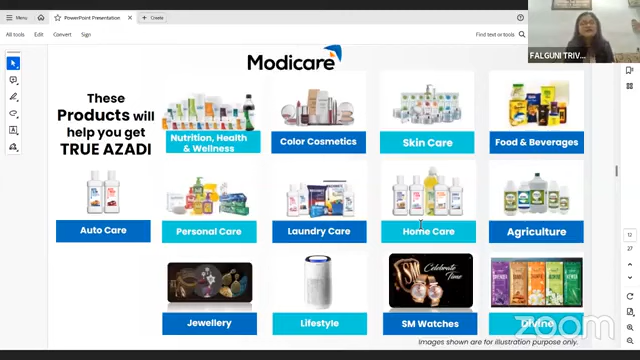 Menu
PowerPoint Presentation
Create
All tools
Edit
Convert
Sign
Find text or tools
FALGUNI TRIV...
Modicare
These
Products will
help you get
TRUE AZADI
Nutrition, Health
& Wellness
Color Cosmetics
Skin Care
Food & Beverages
Auto Care
Personal Care
Laundry Care
Home Care
Agriculture
SM
Celebrate
Time
Jewellery
Lifestyle
SM Watches
Divine
Images shown are for illustration purpose only.
12
27
zoom